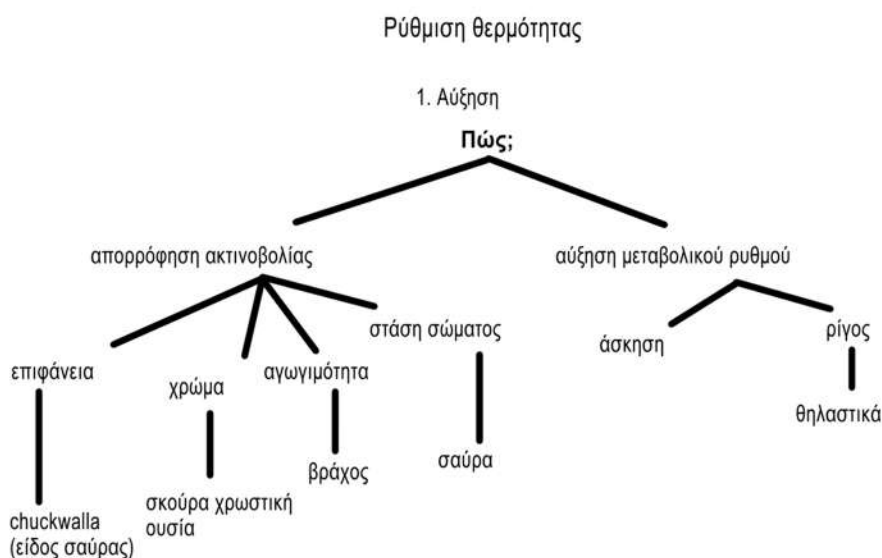 Ρύθμιση θερμότητας
1. Αύξηση
Πώς;
απορρόφηση ακτινοβολίας
αύξηση μεταβολικού ρυθμού
επιφάνεια
χρώμα
αγωγιμότητα
στάση σώματος
άσκηση
ρίγος
chuckwalla
(είδος σαύρας)
σκούρα χρωστική
ουσία
βράχος
σαύρα
θηλαστικά